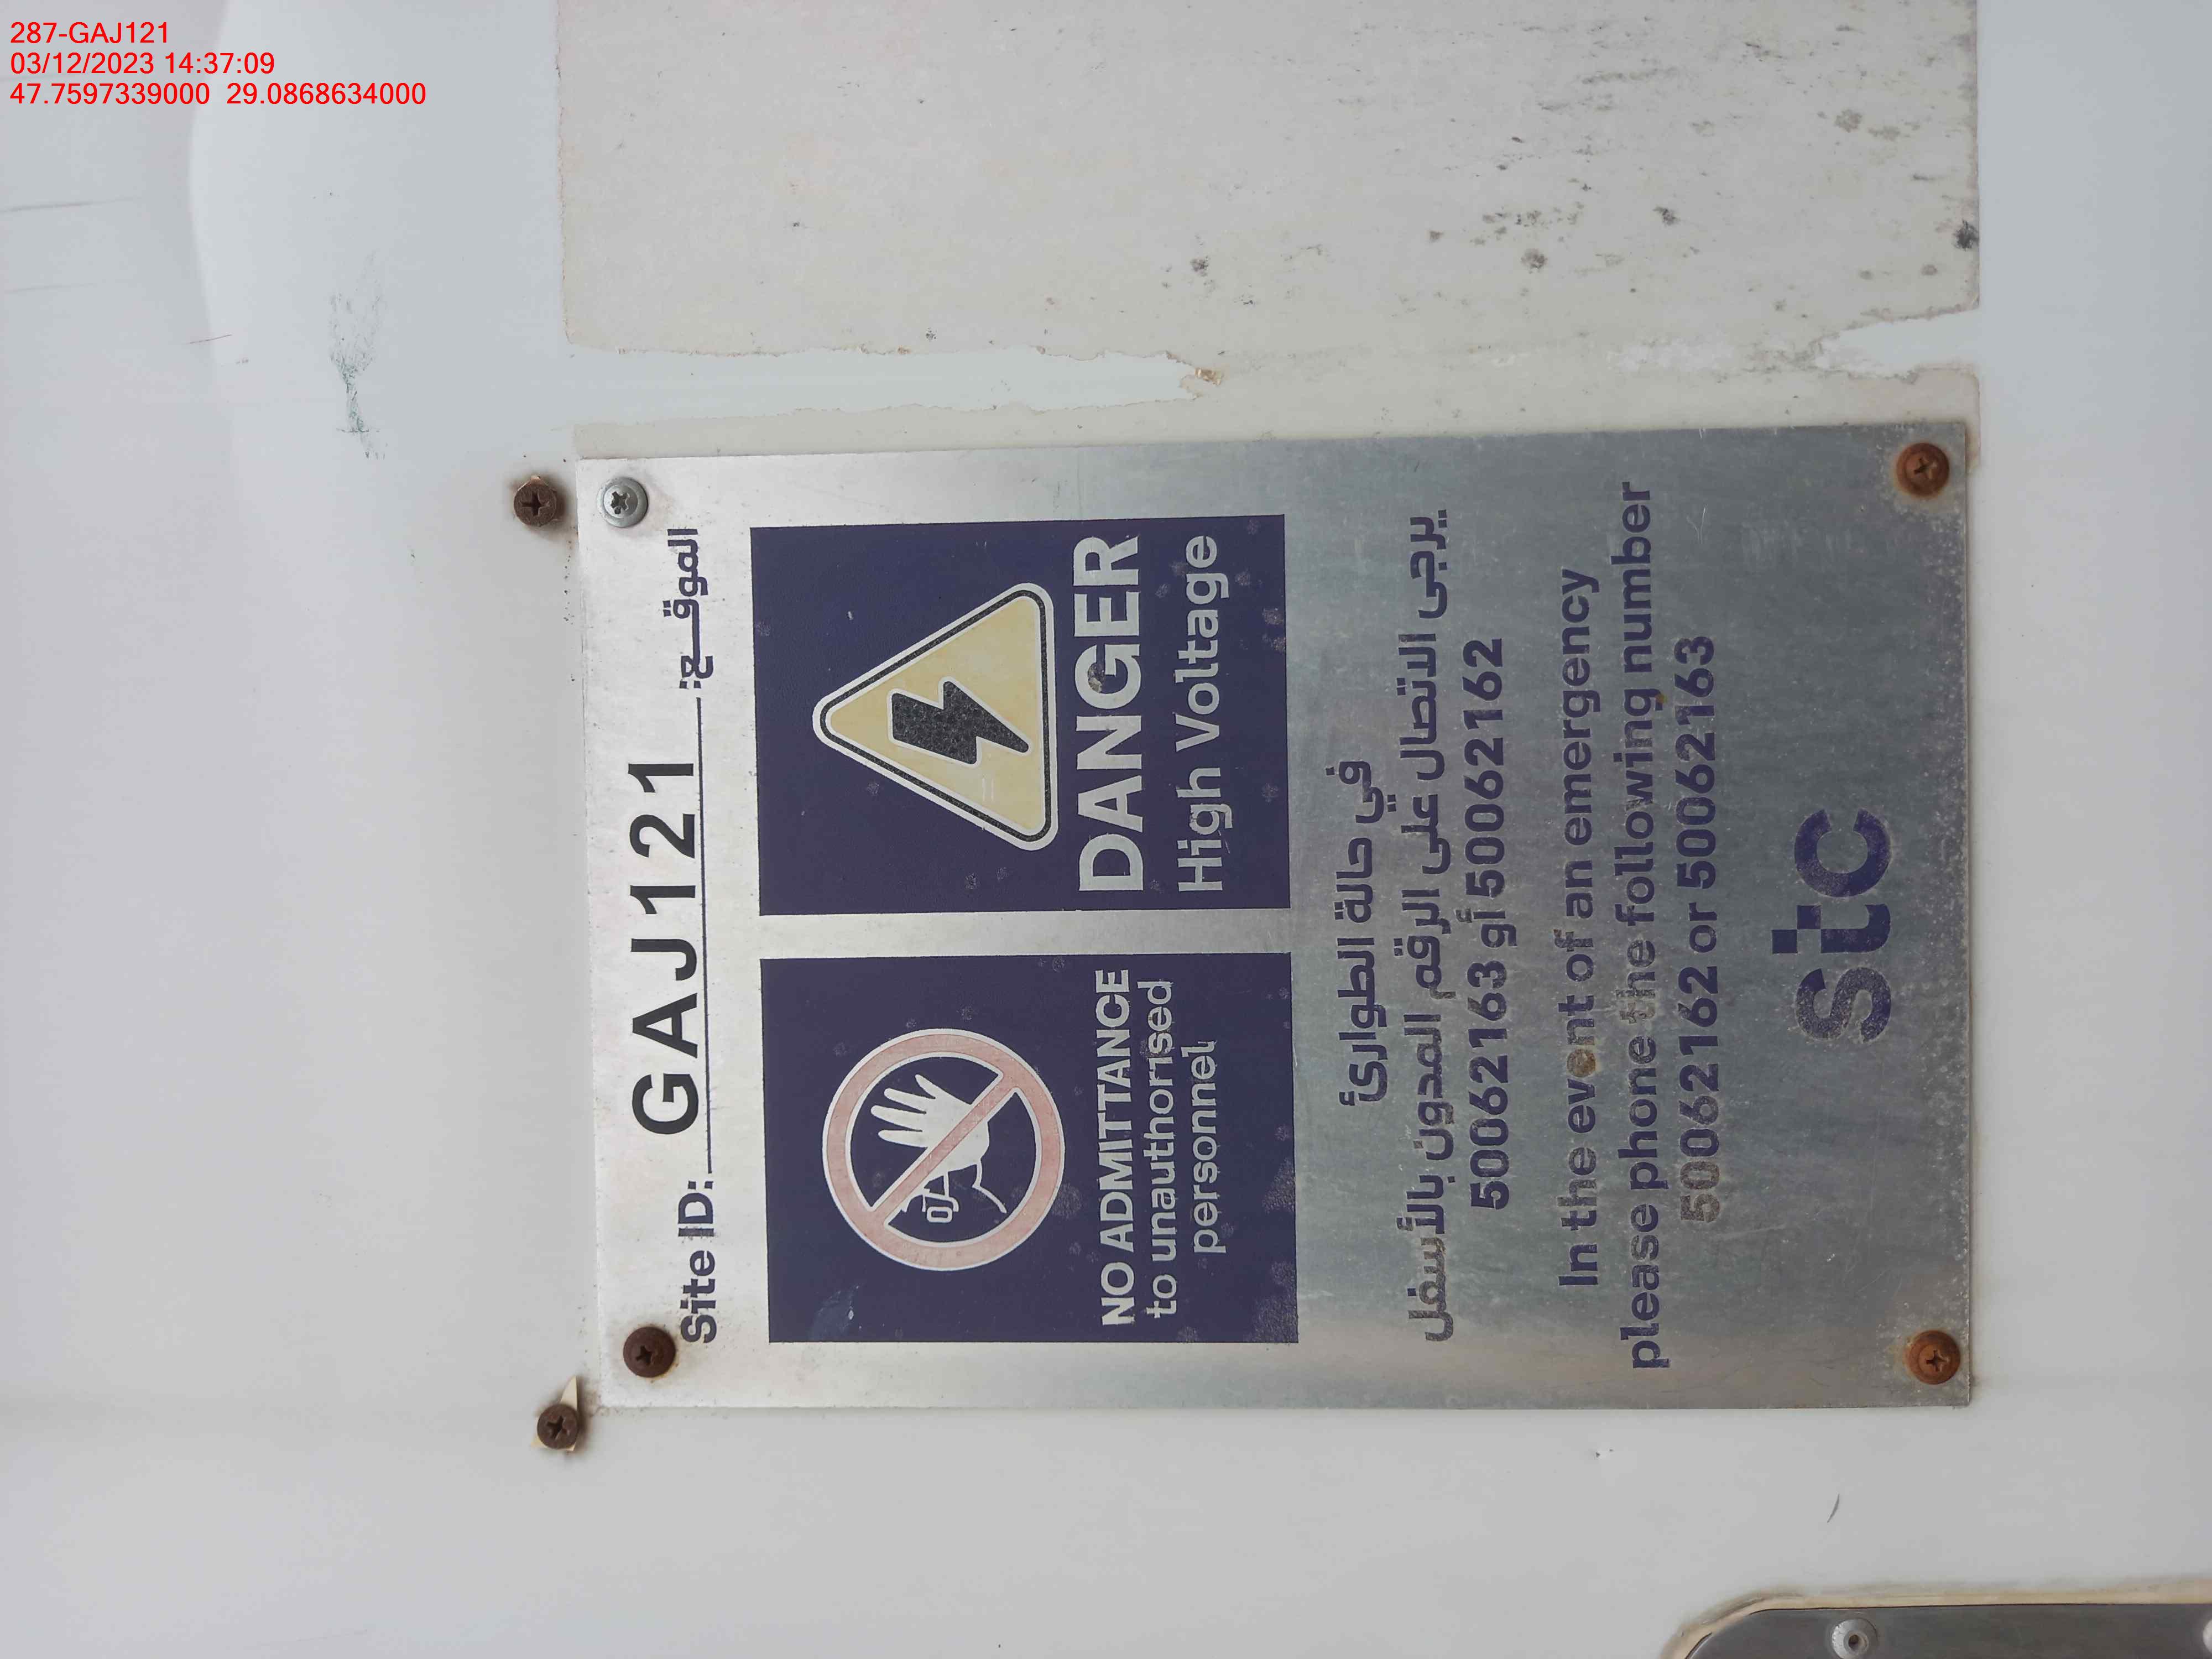 287-GAJ121
03/12/2023 14:37:09
47.7597339000 29.0868634000
Site ID: GAJ121 الموقــع:
NO ADMITTANCE
to unauthorised
personnel
DANGER
High Voltage
في حالة الطوارئ
يرجى الاتصال على الرقم المدون بالأسفل
50062163 أو 50062162
In the event of an emergency
please phone the following number
50062162 or 50062163
stc